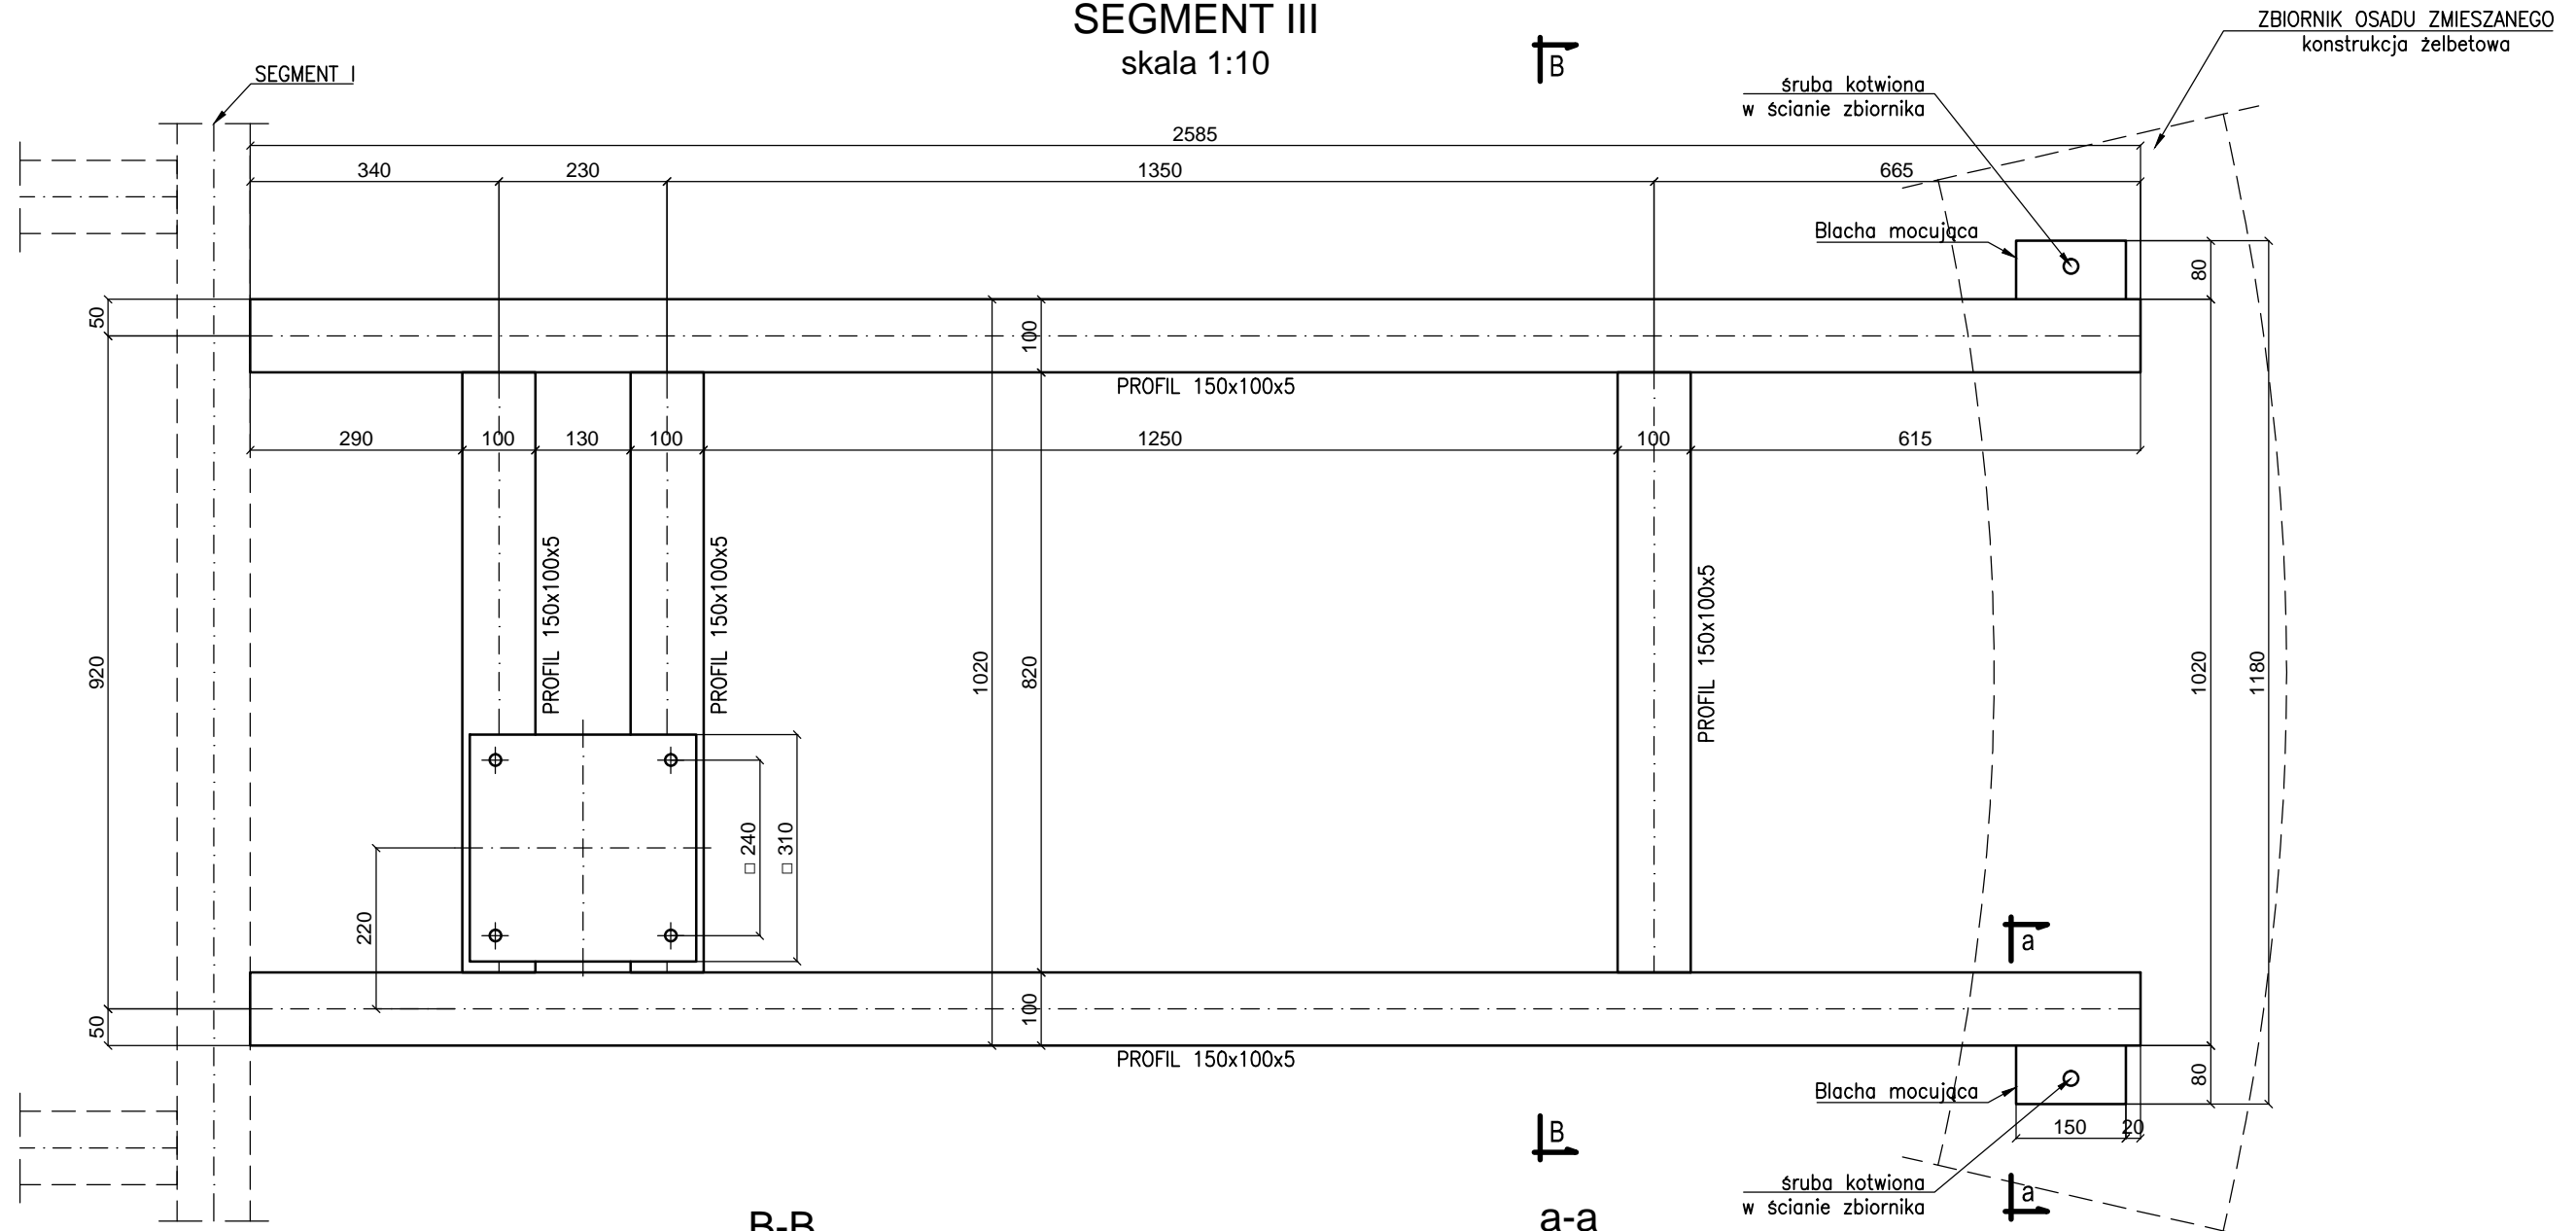 SEGMENT III
skala 1:10
B
ZBIORNIK OSADU ZMIESZANEGO
konstrukcja żelbetowa
SEGMENT I
śruba kotwiona
w ścianie zbiornika
2585
340
230
1350
665
Blacha mocująca
80
50
100
PROFIL 150x100x5
290
100
130
100
1250
100
615
PROFIL 150x100x5
PROFIL 150x100x5
PROFIL 150x100x5
920
1020
820
1020
1180
□ 240
□ 310
220
a
50
100
PROFIL 150x100x5
Blacha mocująca
80
150
20
B
śruba kotwiona
w ścianie zbiornika
a
B-B
a-a